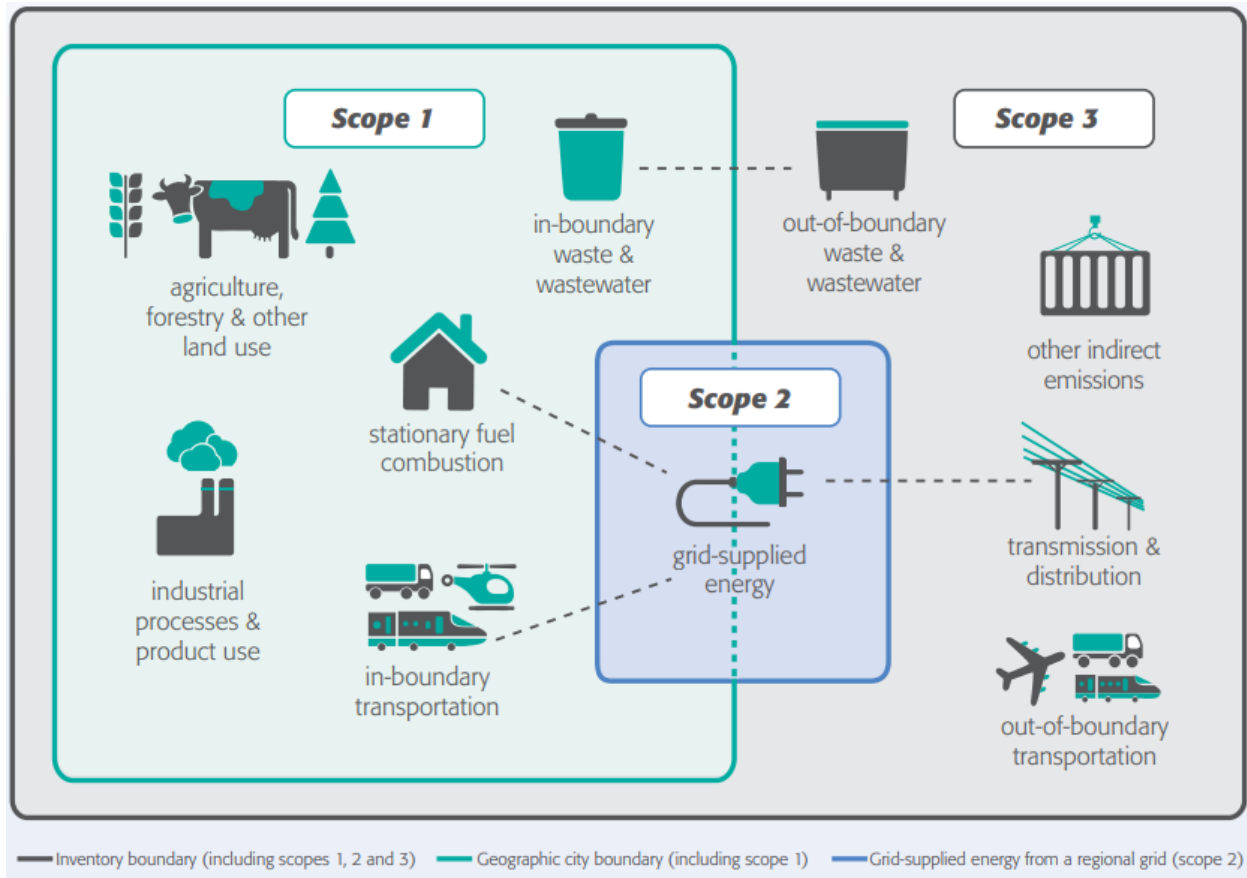 Scope 1
Scope 3
in-boundary
waste &
wastewater
out-of-boundary
waste &
wastewater
agriculture,
forestry & other
land use
other indirect
emissions
Scope 2
stationary fuel
combustion
grid-supplied
energy
transmission &
distribution
industrial
processes &
product use
in-boundary
transportation
out-of-boundary
transportation
Inventory boundary (including scopes 1, 2 and 3)
Geographic city boundary (including scope 1)
Grid-supplied energy from a regional grid (scope 2)